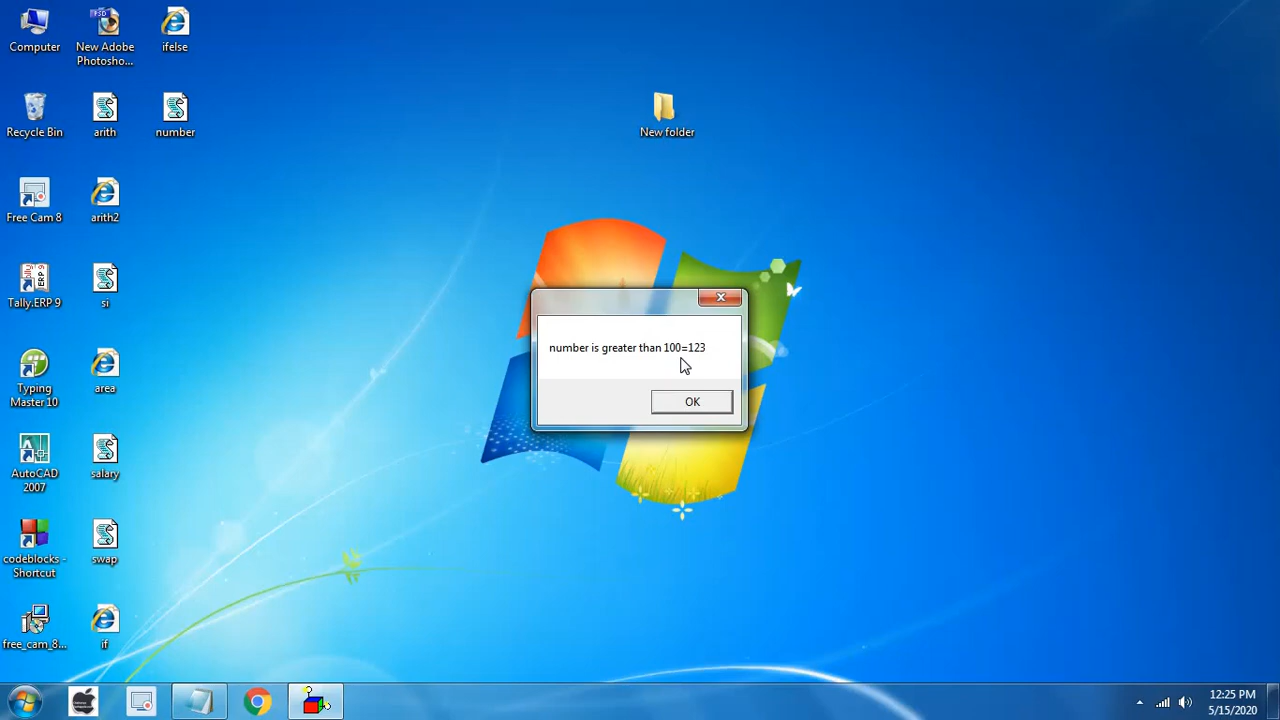 Computer
New Adobe
Photosho...
ifelse
Recycle Bin
arith
number
New folder
Free Cam 8
arith2
Tally.ERP 9
si
Typing
Master 10
area
AutoCAD
2007
salary
codeblocks -
Shortcut
swap
free_cam_8...
if
number is greater than 100=123
OK
12:25 PM
5/15/2020